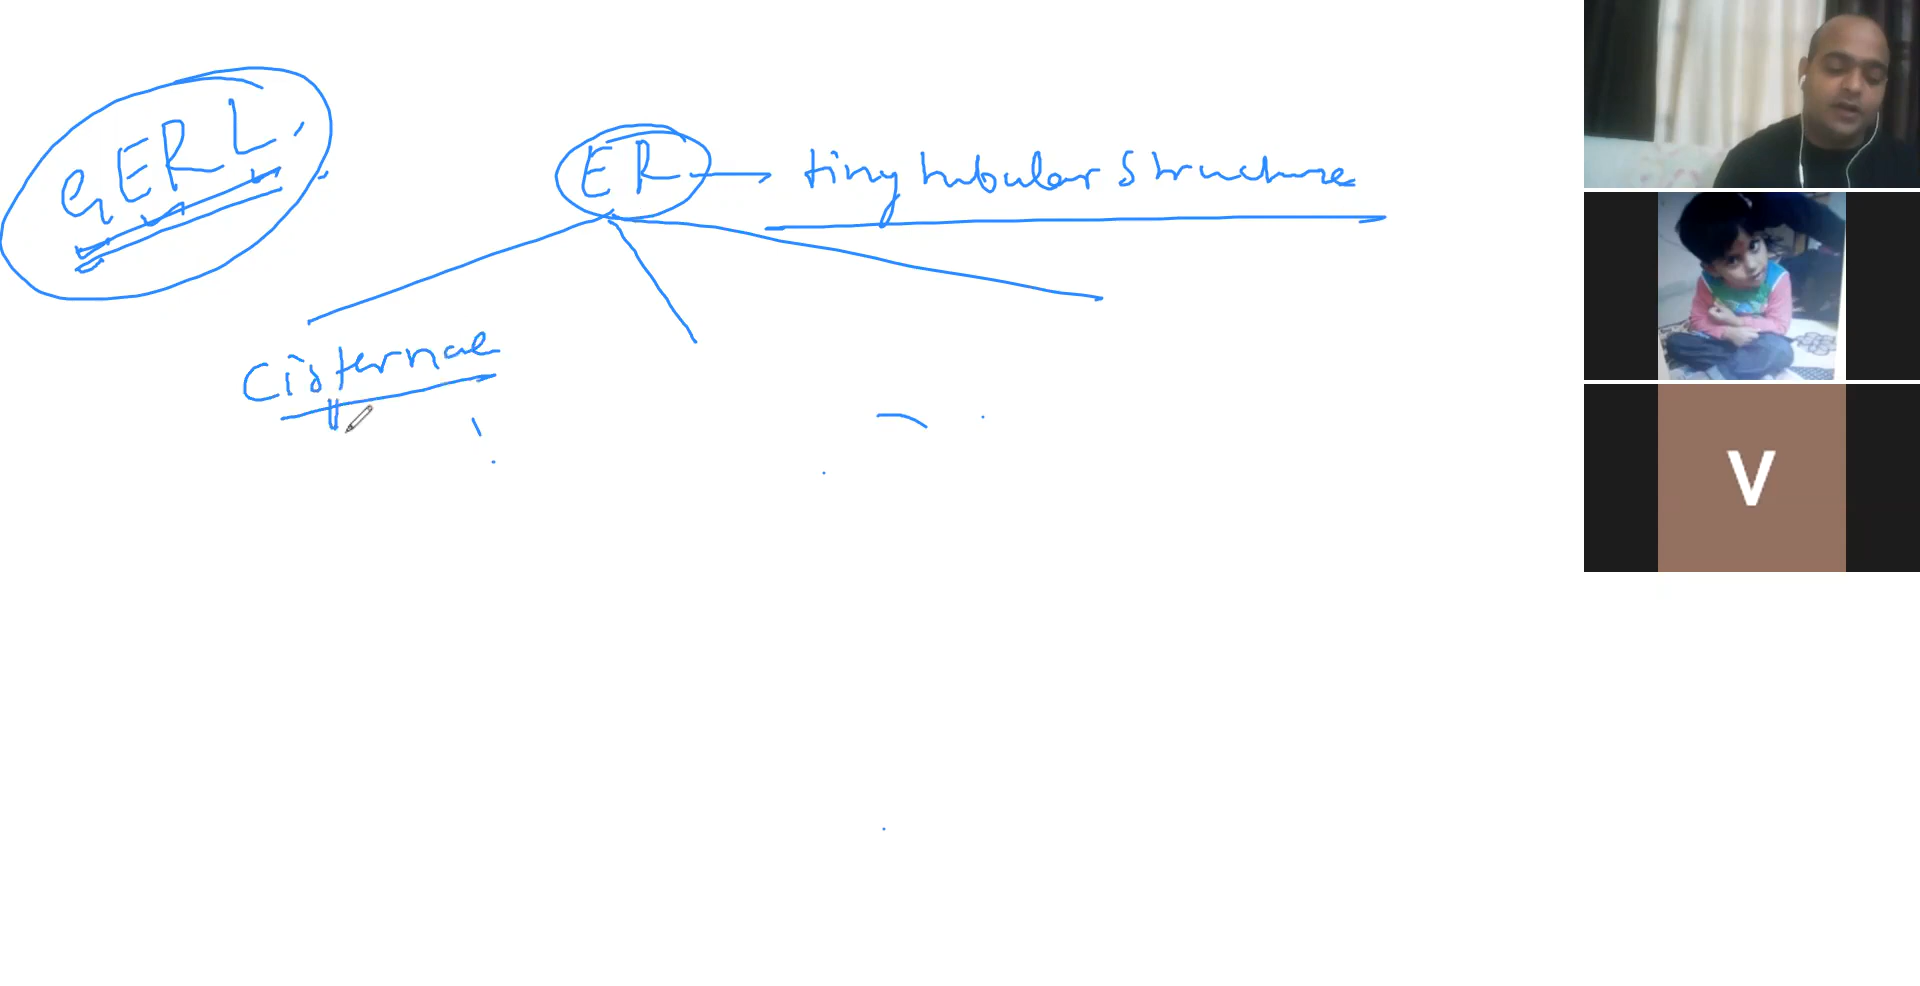 GERL
ER → tiny tubular structure
Cisternae
V